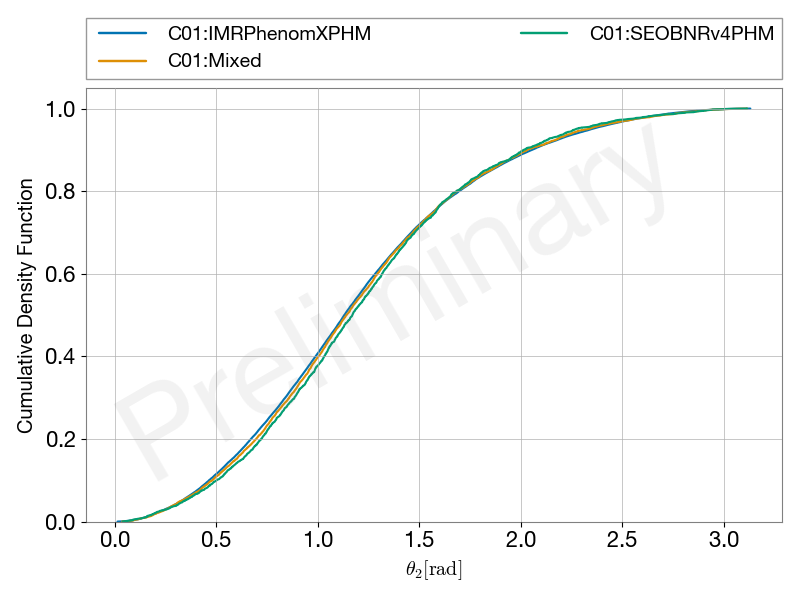 C01:IMRPhenomXPHM C01:SEOBNRv4PHM
C01:Mixed
1.0
0.8
0.6
0.4
0.2
0.0
Cumulative Density Function
Preliminary
0.0 0.5 1.0 1.5 2.0 2.5 3.0
θ₂[rad]